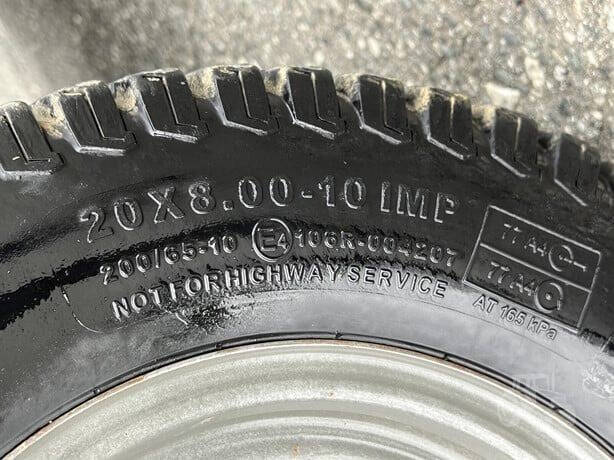 20X8.00-10 IMP
200/65-10 E4 106R-004207
NOT FOR HIGHWAY SERVICE
77 A4
77 A4
AT 165 kPa